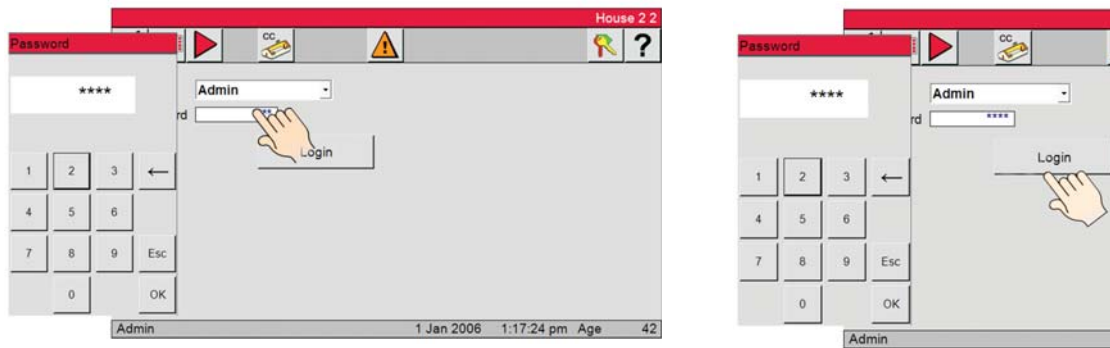 House 2 2
Password
CC
?
****
Admin
rd ***
Login
1 2 3 ←
4 5 6
7 8 9 Esc
0 OK
Admin 1 Jan 2006 1:17:24 pm Age 42
Password
CC
****
Admin
rd ****
Login
1 2 3 ←
4 5 6
7 8 9 Esc
0 OK
Admin